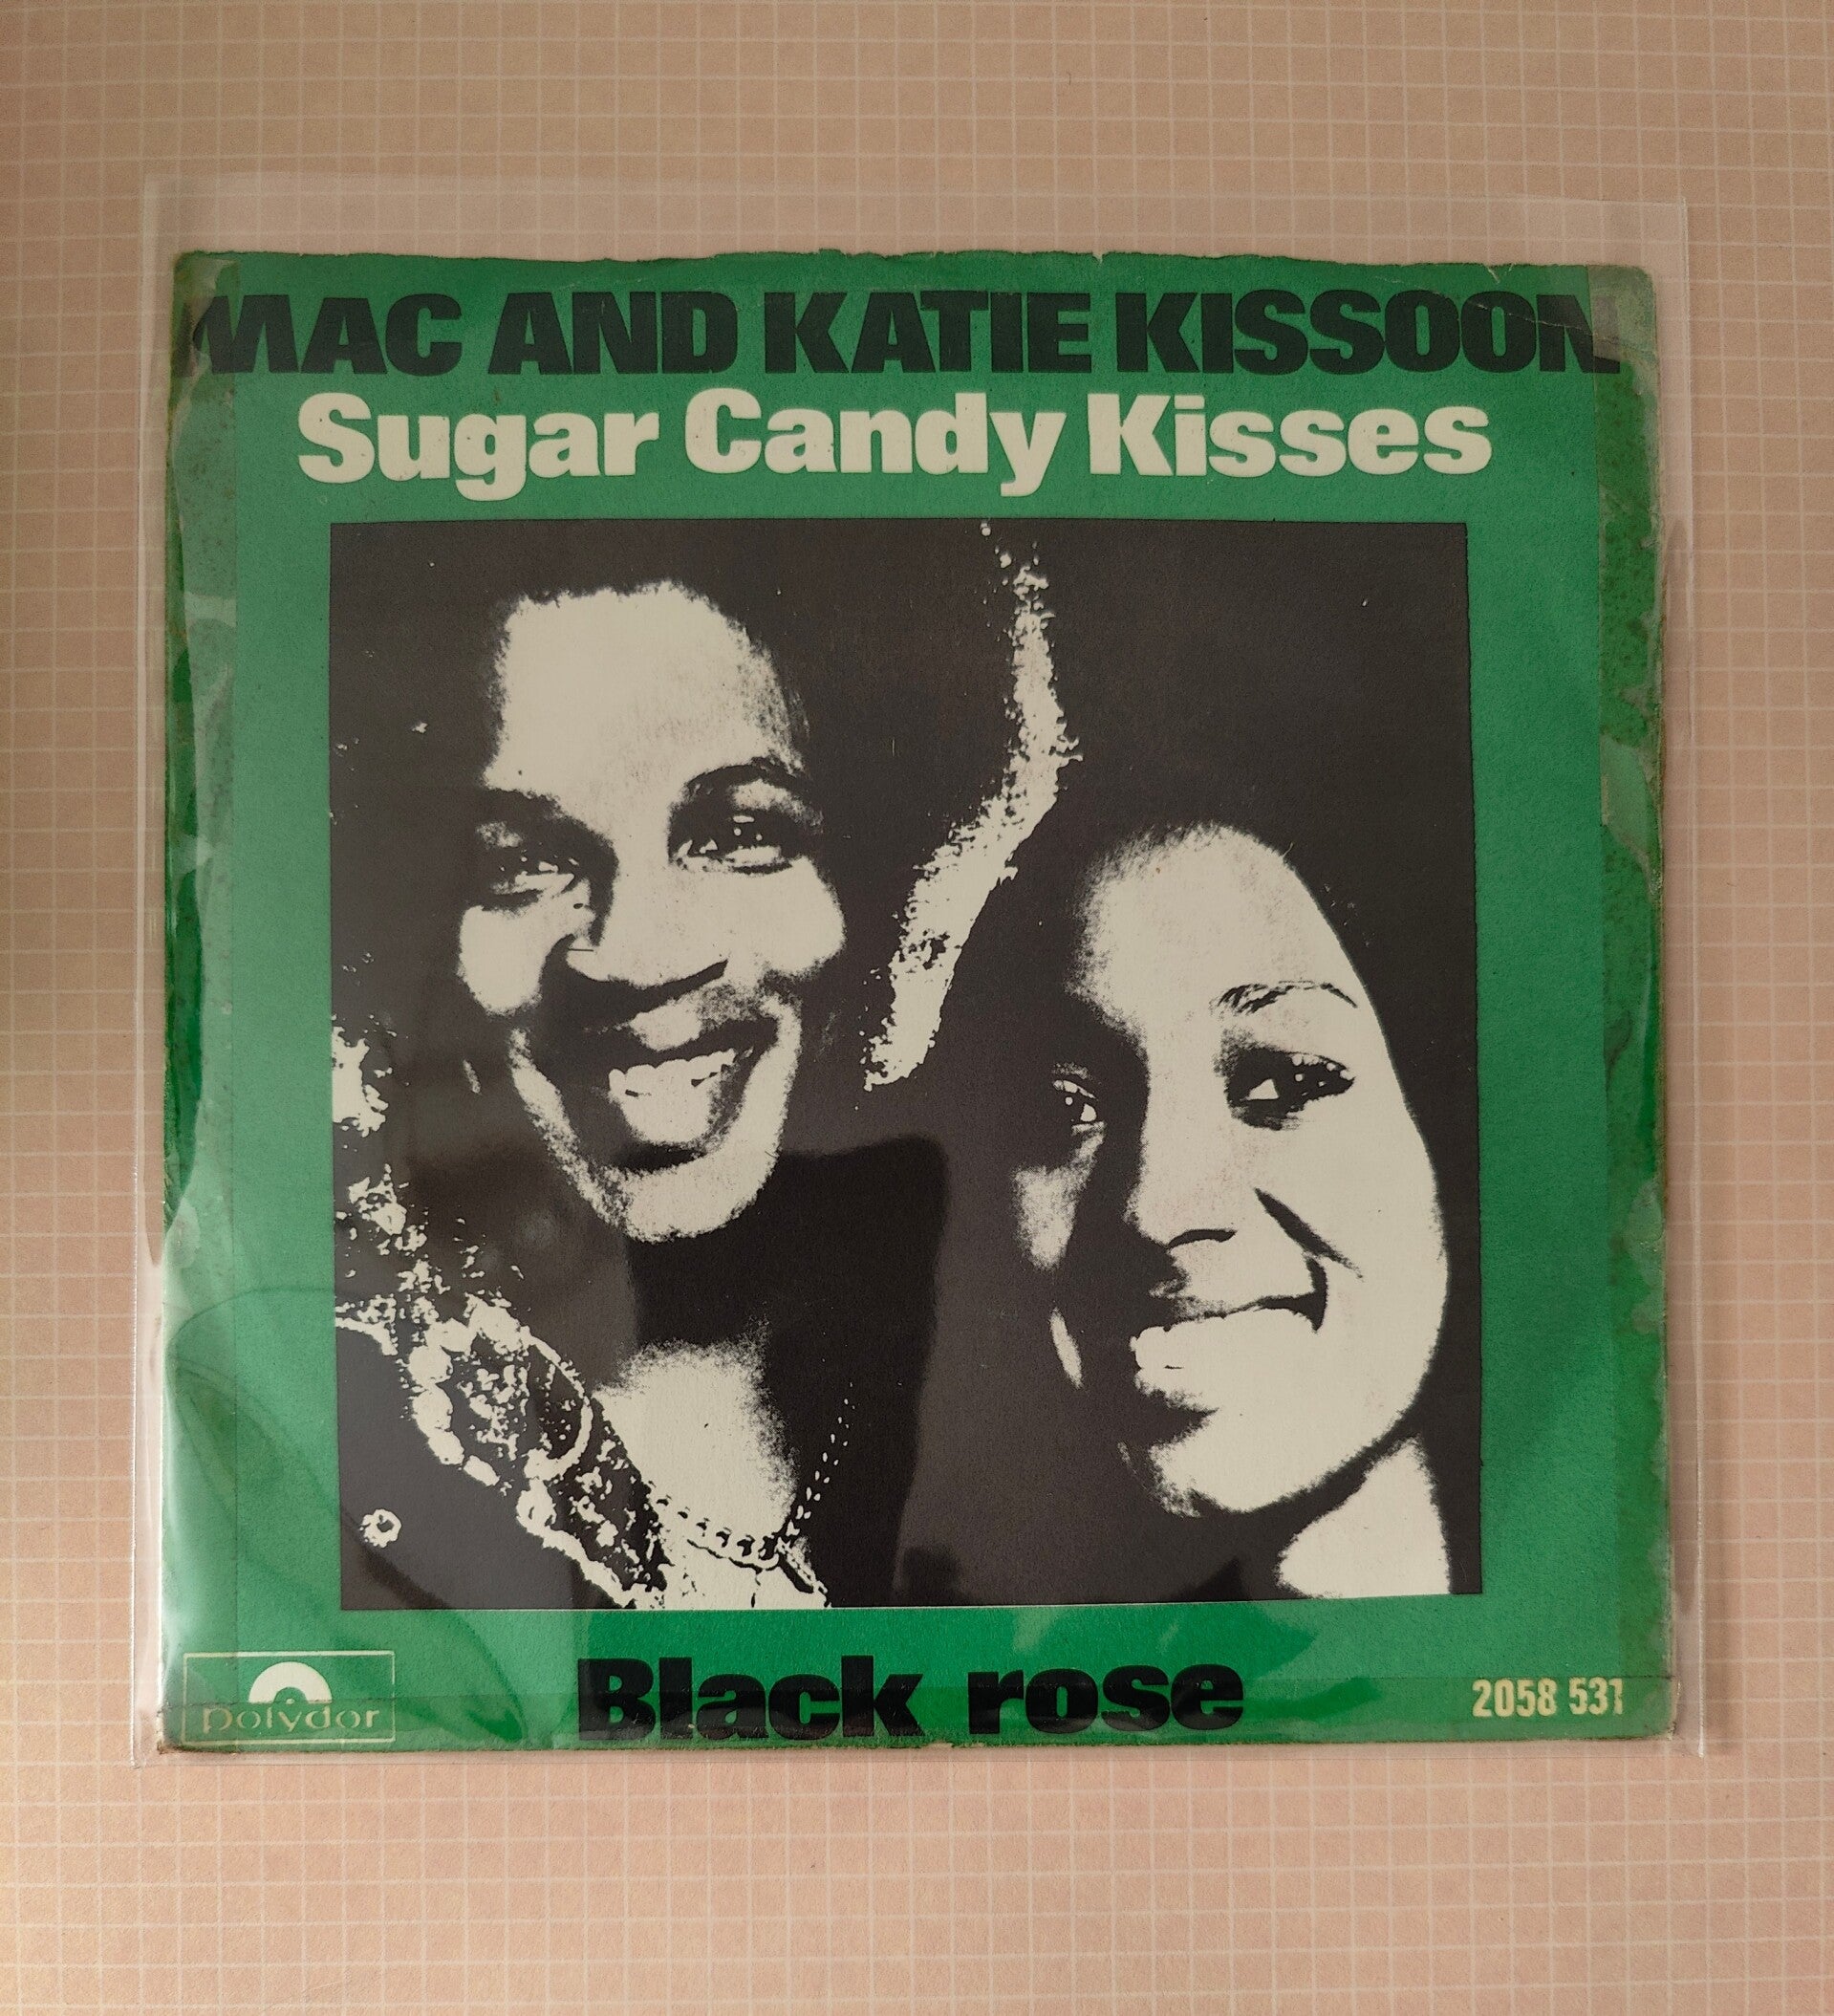 MAC AND KATIE KISSOON
Sugar Candy Kisses
Black rose
polydor
2058 531